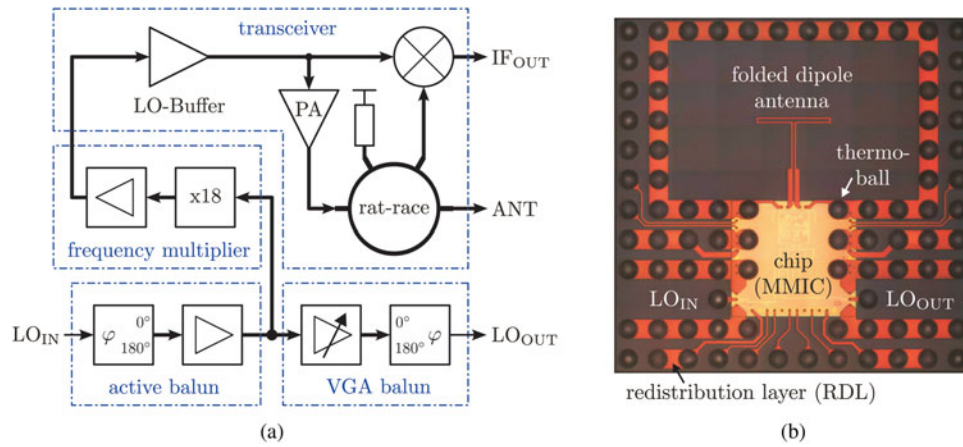 transceiver
LO-Buffer
PA
IF_OUT
rat-race
ANT
x18
frequency multiplier
LO_IN
φ 0° 180°
active balun
0° 180° φ
VGA balun
LO_OUT
(a)
folded dipole
antenna
thermo-
ball
chip
(MMIC)
LO_IN
LO_OUT
redistribution layer (RDL)
(b)